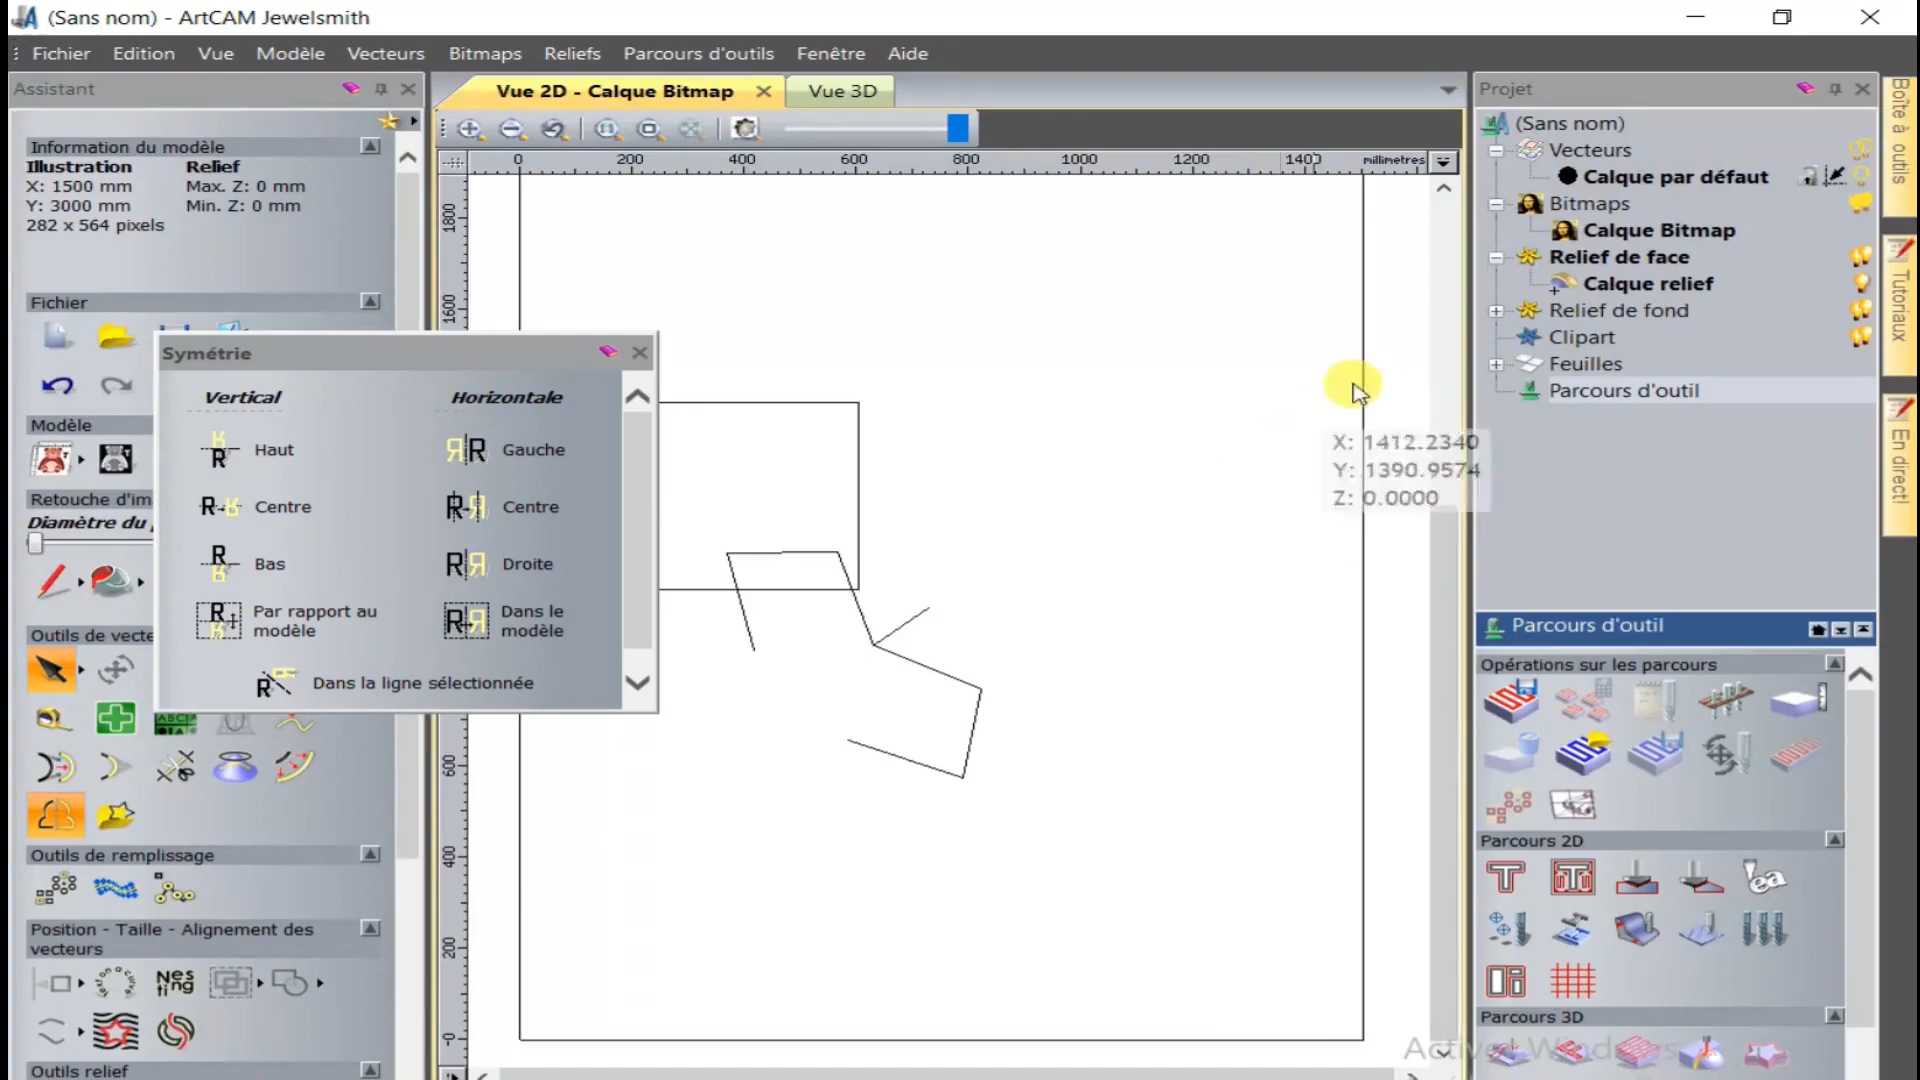 (Sans nom) - ArtCAM Jewelsmith
Fichier Edition Vue Modèle Vecteurs Bitmaps Reliefs Parcours d'outils Fenêtre Aide
Assistant
Information du modèle
Illustration Relief
X: 1500 mm Max. Z: 0 mm
Y: 3000 mm Min. Z: 0 mm
282 x 564 pixels
Fichier
Modèle
Retouche d'im
Diamètre du
Outils de vecte
Outils de remplissage
Position - Taille - Alignement des
vecteurs
Nes
ting
Outils relief
Symétrie
Vertical Horizontale
Haut Gauche
Centre Centre
Bas Droite
Par rapport au
modèle
Dans le
modèle
Dans la ligne sélectionnée
Vue 2D - Calque Bitmap Vue 3D
0 200 400 600 800 1000 1200 1400 millimetres
1800
1600
600
400
200
0
X: 1412.2340
Y: 1390.9574
Z: 0.0000
Projet
(Sans nom)
Vecteurs
Calque par défaut
Bitmaps
Calque Bitmap
Relief de face
Calque relief
Relief de fond
Clipart
Feuilles
Parcours d'outil
Parcours d'outil
Opérations sur les parcours
Parcours 2D
Parcours 3D
Boîte à outils
Tutoriaux
En direct!